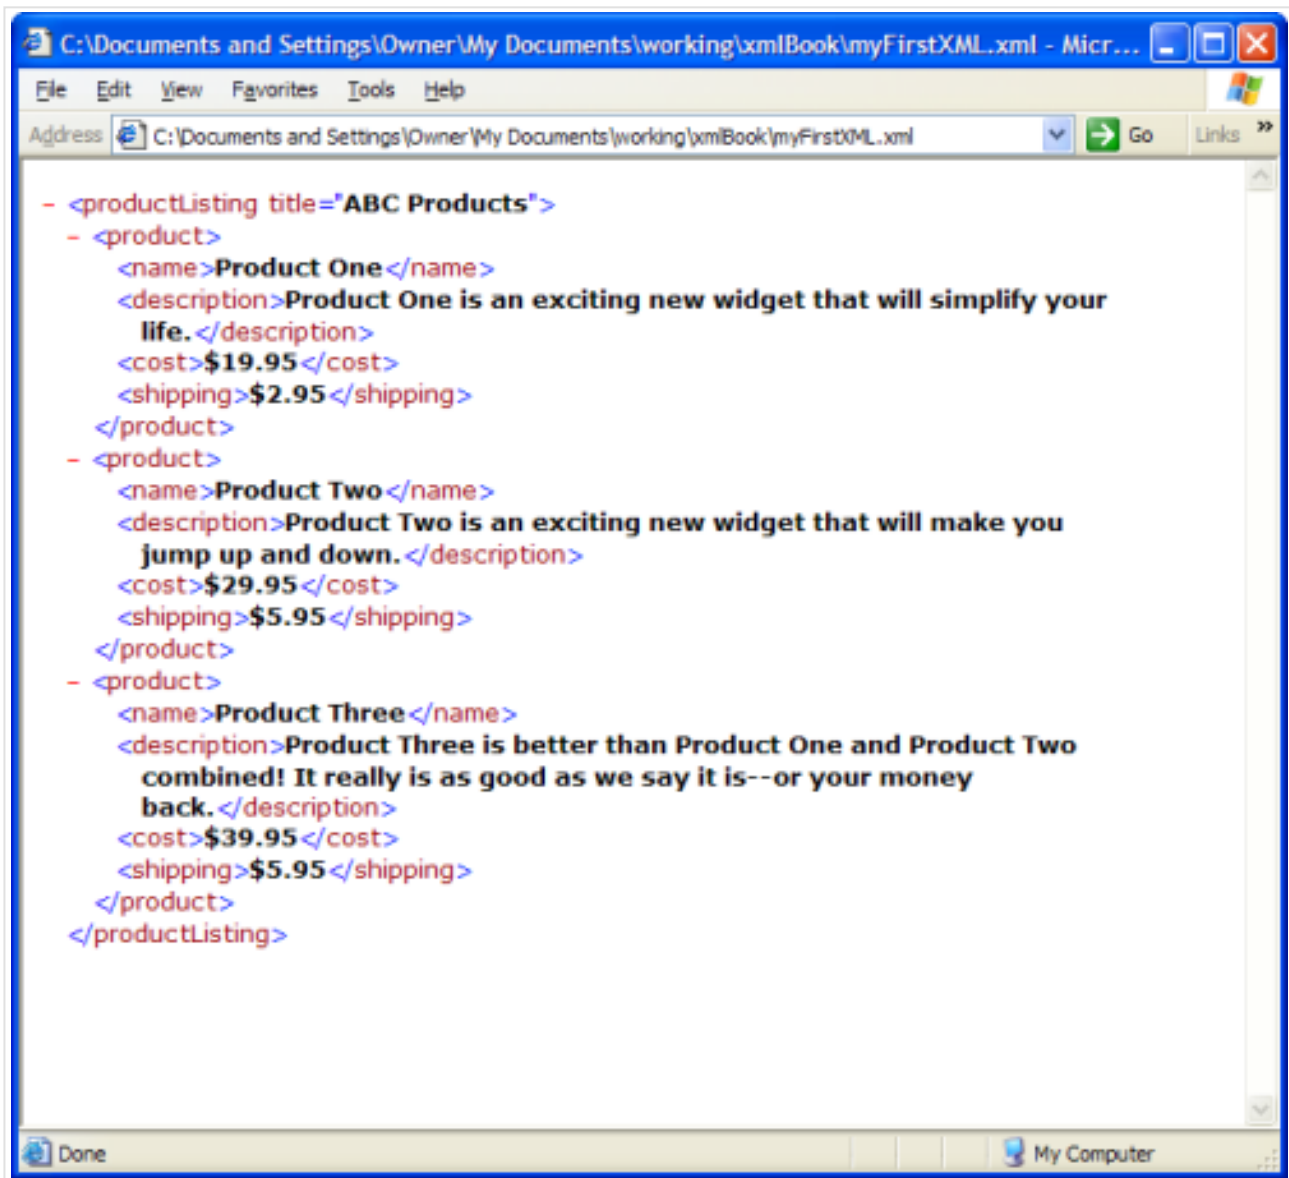 C:\Documents and Settings\Owner\My Documents\working\xmlBook\myFirstXML.xml - Micr...
File Edit View Favorites Tools Help
Address C:\Documents and Settings\Owner\My Documents\working\xmlBook\myFirstXML.xml Go Links »
- <productListing title="ABC Products">
- <product>
<name>Product One</name>
<description>Product One is an exciting new widget that will simplify your
life.</description>
<cost>$19.95</cost>
<shipping>$2.95</shipping>
</product>
- <product>
<name>Product Two</name>
<description>Product Two is an exciting new widget that will make you
jump up and down.</description>
<cost>$29.95</cost>
<shipping>$5.95</shipping>
</product>
- <product>
<name>Product Three</name>
<description>Product Three is better than Product One and Product Two
combined! It really is as good as we say it is--or your money
back.</description>
<cost>$39.95</cost>
<shipping>$5.95</shipping>
</product>
</productListing>
Done My Computer